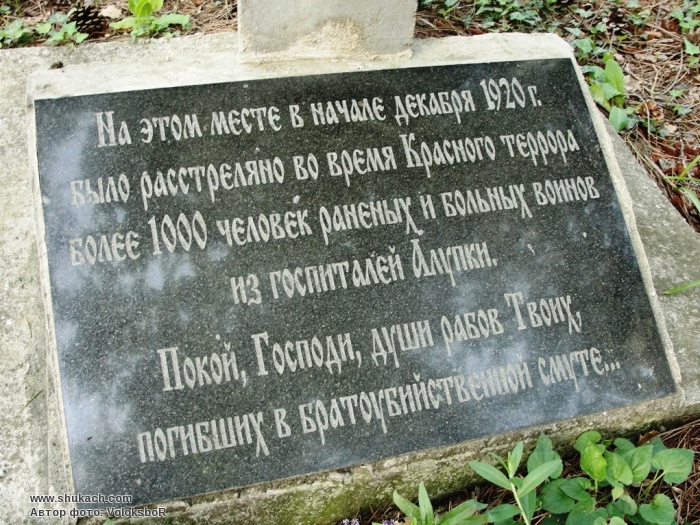 На этом месте в начале декабря 1920 г.
было расстреляно во время Красного террора
более 1000 человек раненых и больных воинов
из госпиталей Алупки.
Покой, Господи, души рабов Твоих,
погибших в братоубийственной смуте...
www.shukach.com
Автор фото: VolgksboR